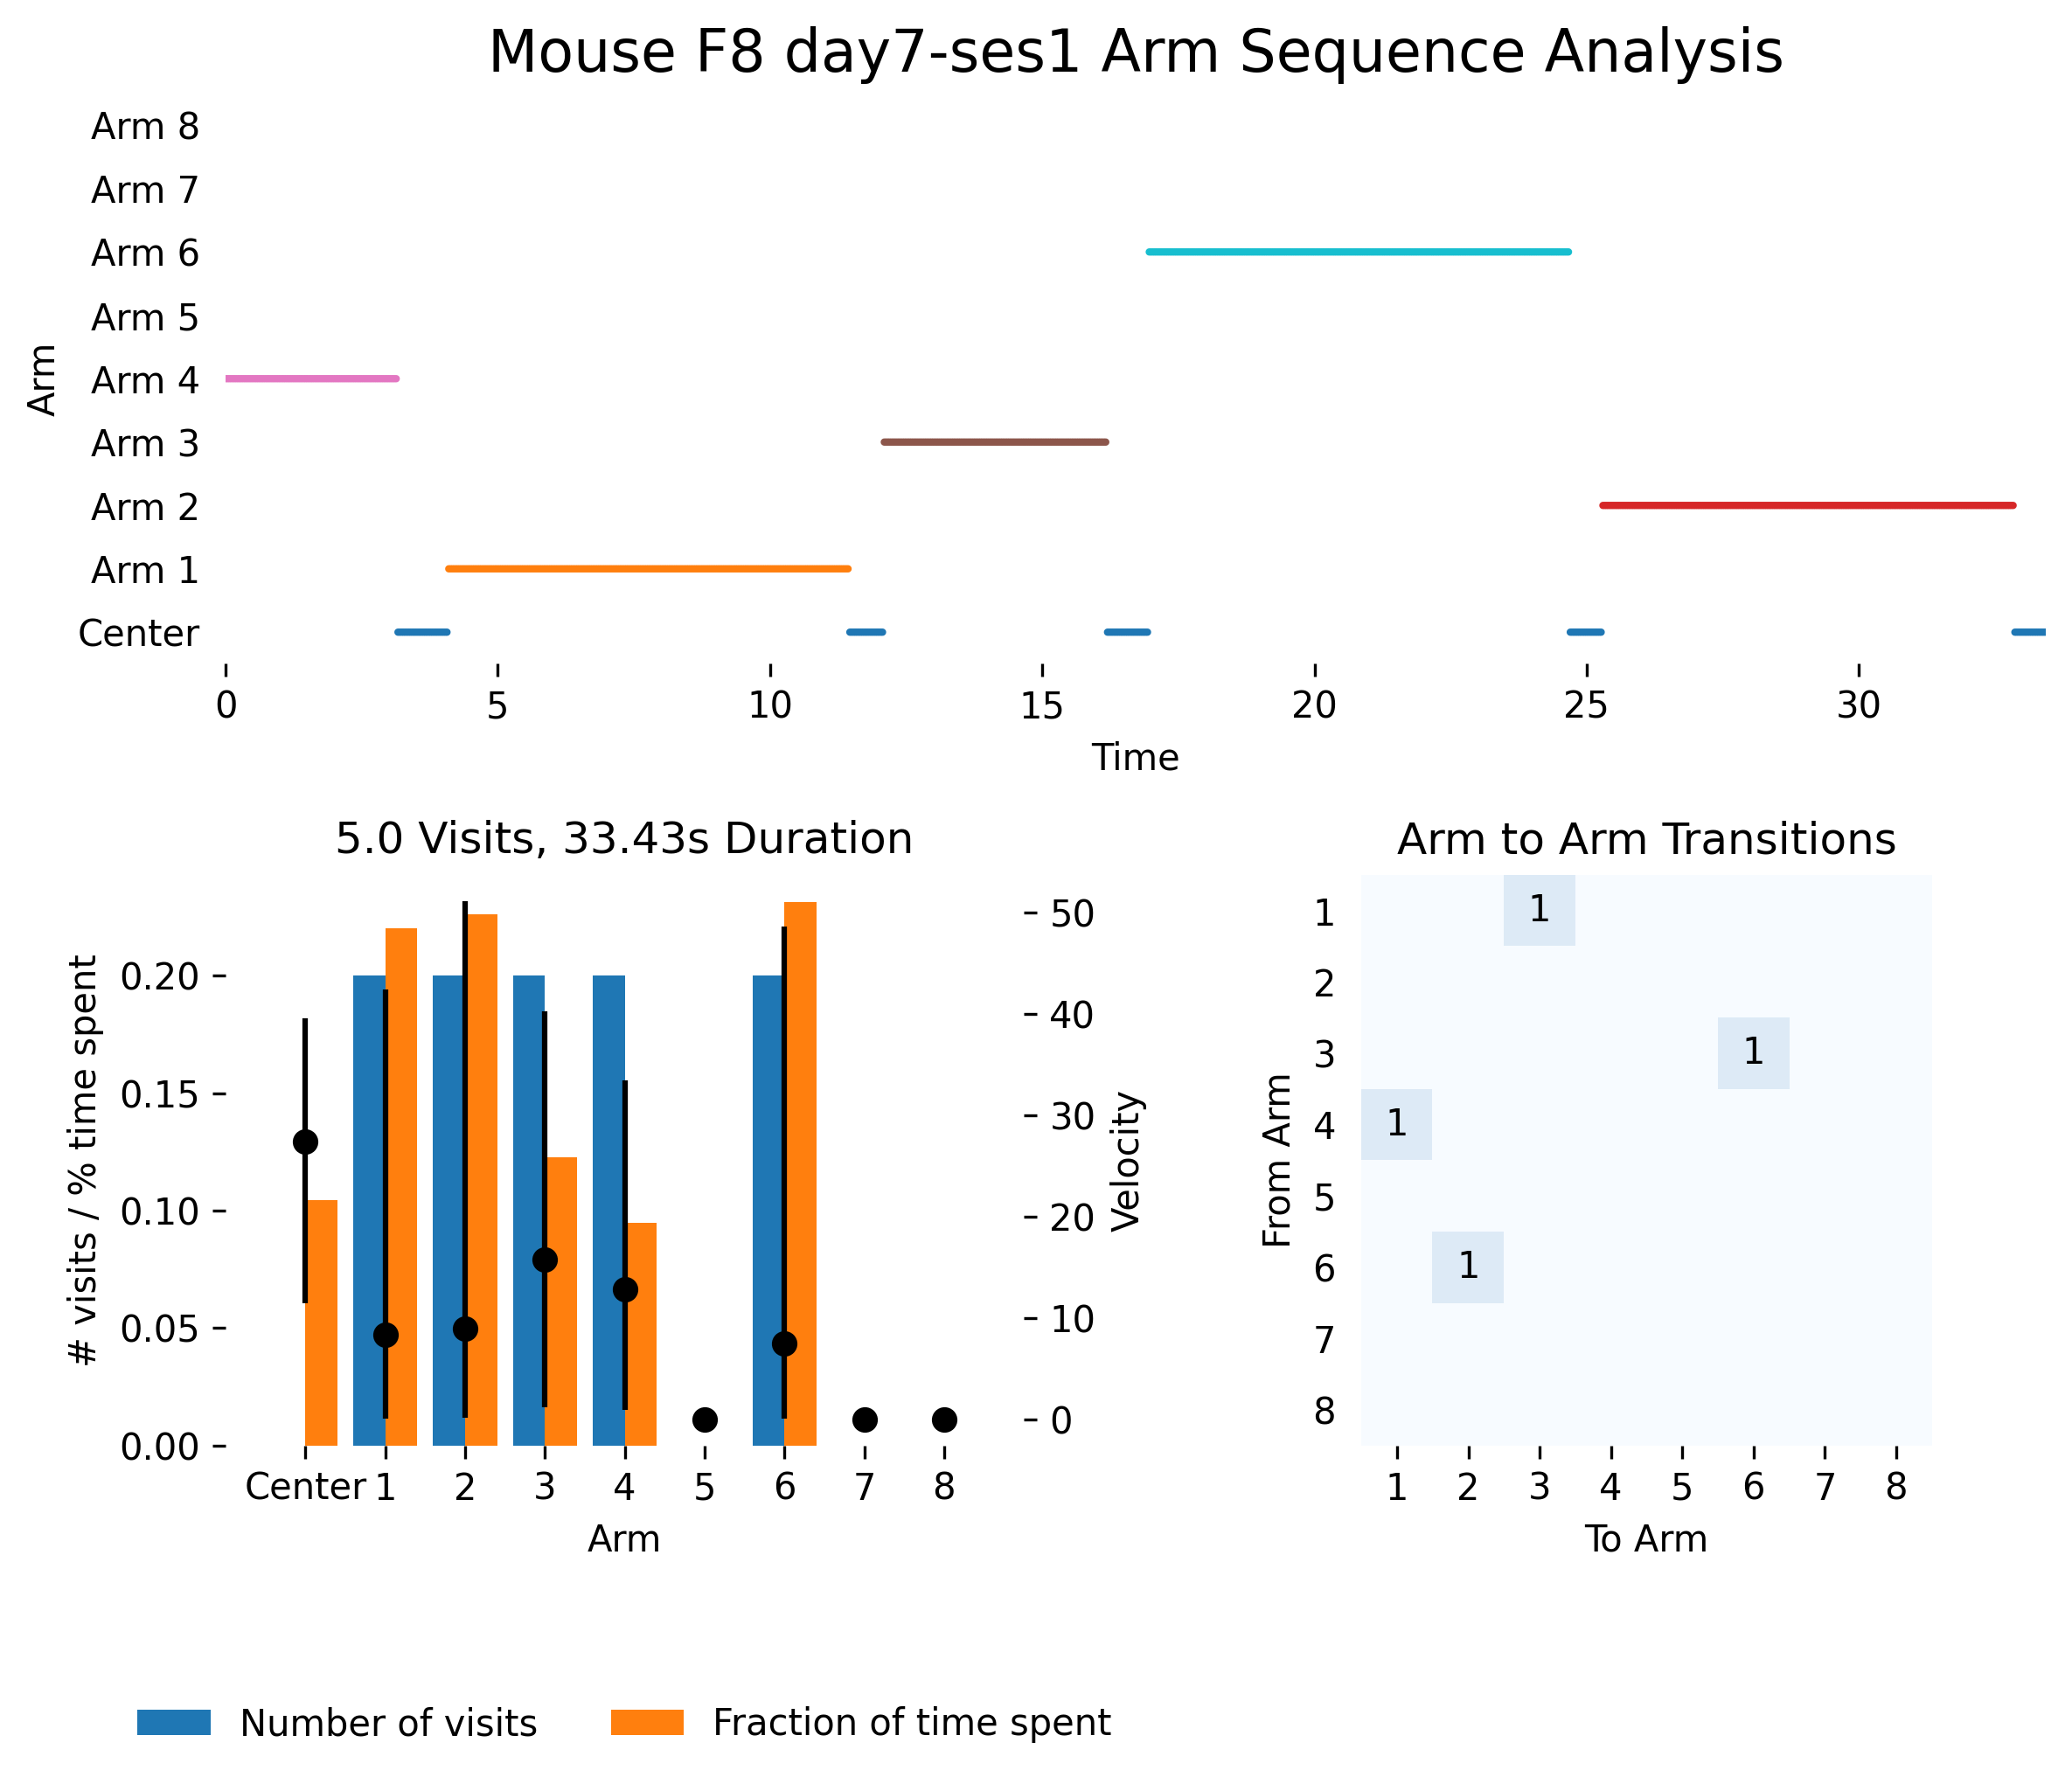 Mouse F8 day7-ses1 Arm Sequence Analysis
Arm
Arm 8
Arm 7
Arm 6
Arm 5
Arm 4
Arm 3
Arm 2
Arm 1
Center
0 5 10 15 20 25 30
Time
5.0 Visits, 33.43s Duration
# visits / % time spent
0.20
0.15
0.10
0.05
0.00
50
40
30
20
10
0
Velocity
Center 1 2 3 4 5 6 7 8
Arm
Arm to Arm Transitions
From Arm
1 1
2
3 1
4 1
5
6 1
7
8
1 2 3 4 5 6 7 8
To Arm
Number of visits Fraction of time spent